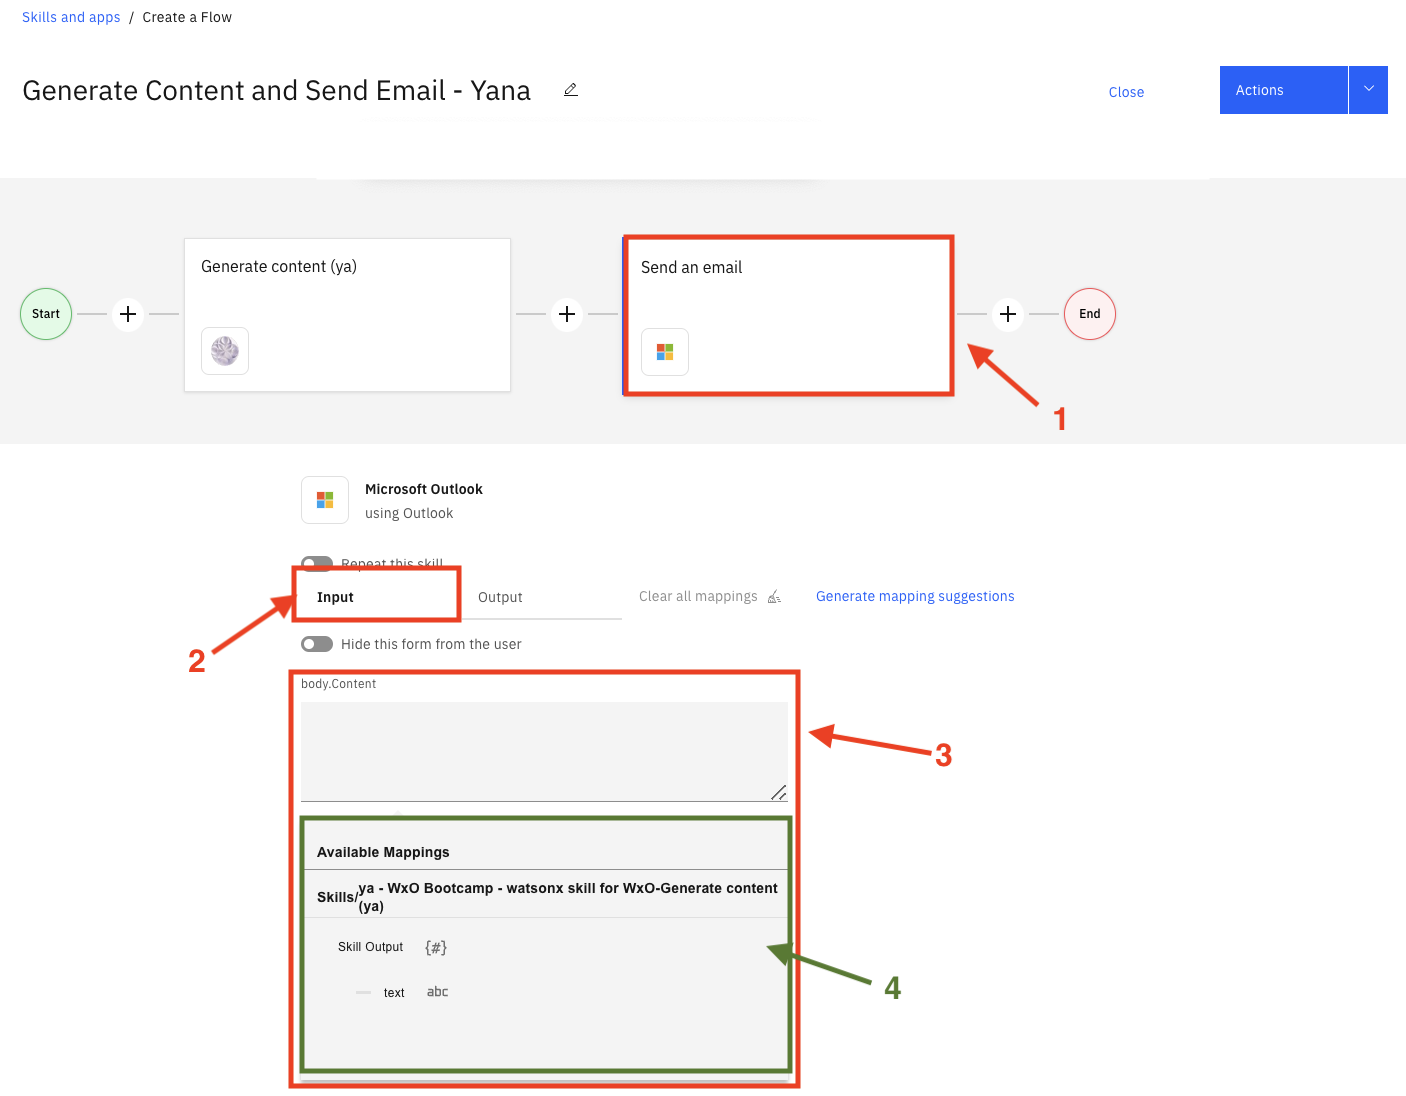 Skills and apps / Create a Flow
Generate Content and Send Email - Yana
Close
Actions
Generate content (ya)
Send an email
Start
End
1
Microsoft Outlook
using Outlook
Repeat this skill
Input
Output
Clear all mappings
Generate mapping suggestions
2
Hide this form from the user
body.Content
3
Available Mappings
Skills/ya - WxO Bootcamp - watsonx skill for WxO-Generate content
(ya)
Skill Output {#}
text abc
4